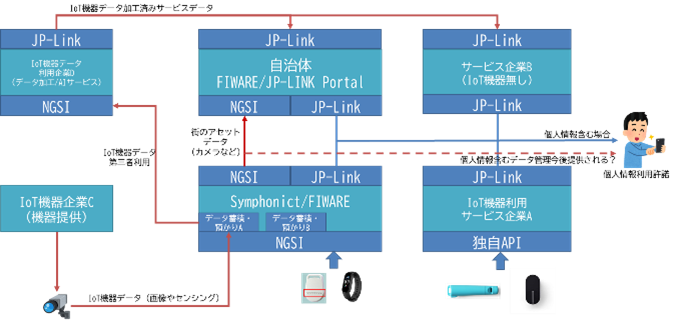 IoT機器データ加工済みサービスデータ
JP-Link
IoT機器データ
利用企業D
(データ加工/AIサービス)
NGSI
JP-Link
自治体
FIWARE/JP-LINK Portal
NGSI
JP-Link
JP-Link
サービス企業B
(IoT機器無し)
JP-Link
街のアセット
データ
(カメラなど)
個人情報含む場合
IoT機器データ
第三者利用
個人情報含むデータ管理今後提供される？
個人情報利用許諾
NGSI
JP-Link
Symphonict/FIWARE
データ蓄積・
預かりA
データ蓄積・
預かりB
NGSI
JP-Link
IoT機器利用
サービス企業A
独自API
IoT機器企業C
(機器提供)
IoT機器データ（画像やセンシング）